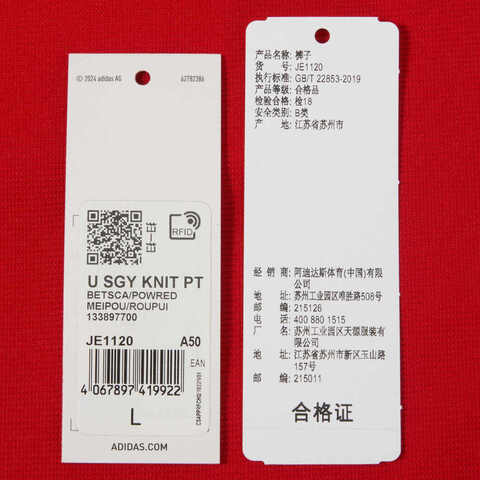 © 2024 adidas AG
RFID
U SGY KNIT PT
BETSCA/POWRED
MEIPOU/ROUPUI
133897700
JE1120 A50
EAN
4 067897 419922
L
ADIDAS.COM
产品名称: 裤子
货 号: JE1120
执行标准: GB/T 22853-2019
产品等级: 合格品
检验合格: 检18
安全类别: B类
产 地: 江苏省苏州市
经 销 商: 阿迪达斯体育(中国)有限
公司
地 址: 苏州工业园区唯胜路508号
邮 编: 215126
电 话: 400 880 1515
厂 名: 苏州工业园区天源服装有
限公司
地 址: 江苏省苏州市新区玉山路
157号
邮 编: 215011
合格证